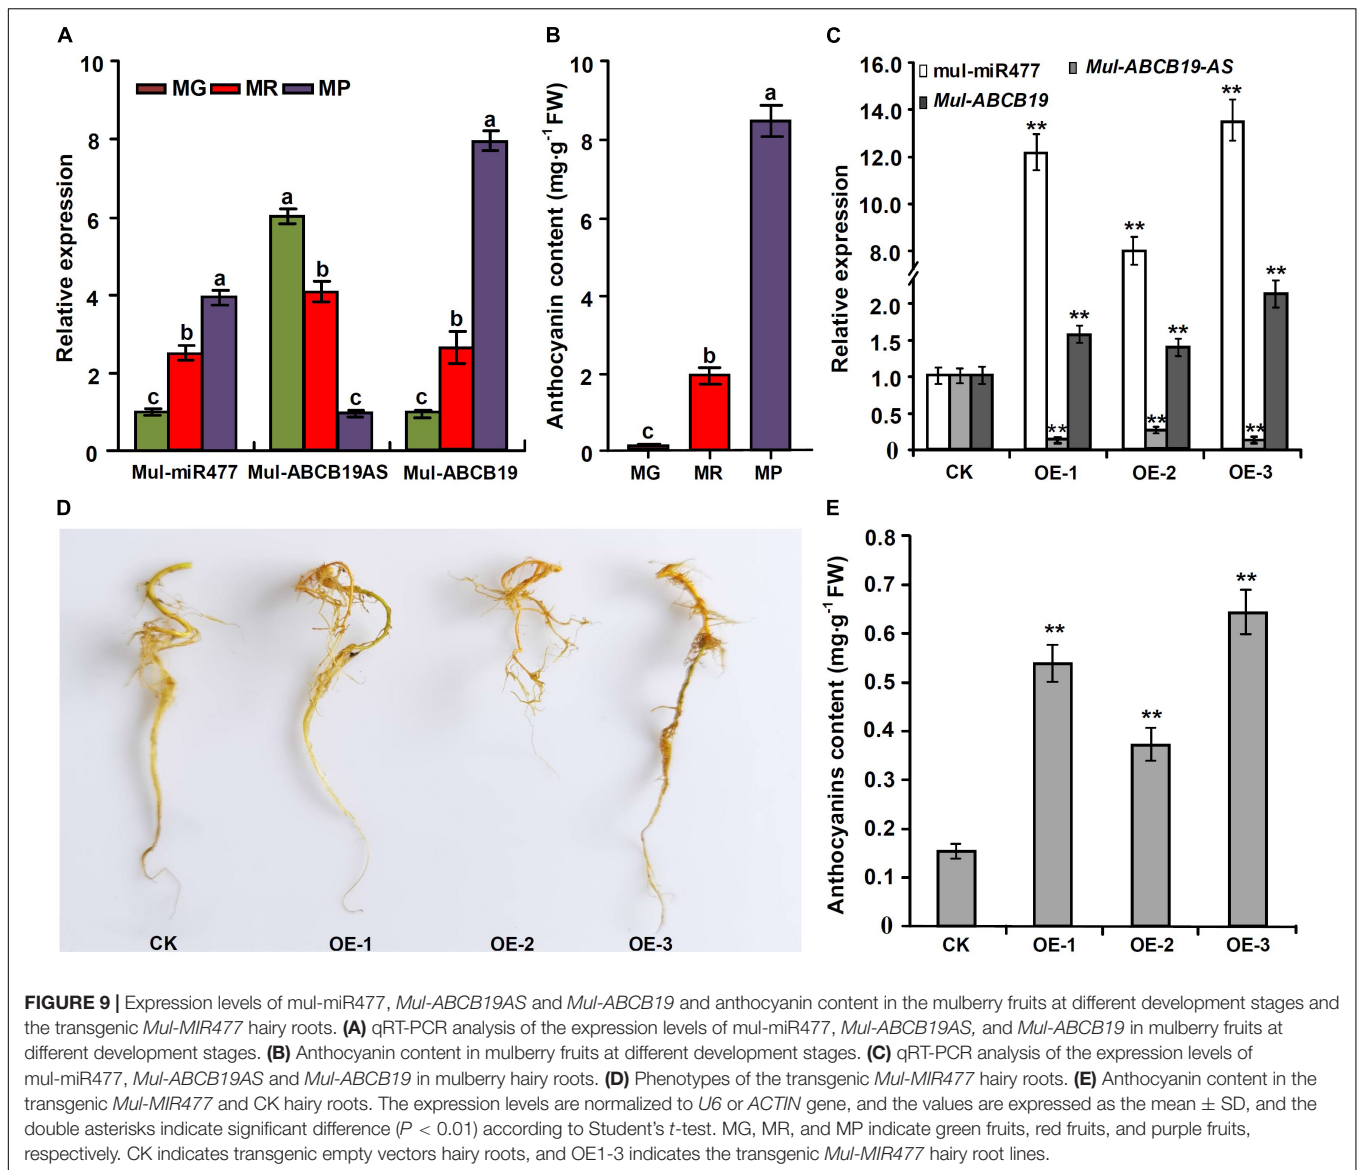 A
10
8
6
4
2
0
Relative expression
MG MR MP
c
b
a
a
b
c
c
b
a
Mul-miR477 Mul-ABCB19AS Mul-ABCB19
B
10
8
6
4
2
0
Anthocyanin content (mg·g⁻¹ FW)
c
b
a
MG MR MP
C
16.0
14.0
12.0
10.0
8.0
2.0
1.5
1.0
0.5
0
Relative expression
mul-miR477 Mul-ABCB19-AS
Mul-ABCB19
**
**
**
**
**
**
**
**
**
CK OE-1 OE-2 OE-3
D
CK OE-1 OE-2 OE-3
E
0.8
0.7
0.6
0.5
0.4
0.3
0.2
0.1
0
Anthocyanins content (mg·g⁻¹ FW)
**
**
**
CK OE-1 OE-2 OE-3
FIGURE 9 | Expression levels of mul-miR477, Mul-ABCB19AS and Mul-ABCB19 and anthocyanin content in the mulberry fruits at different development stages and
the transgenic Mul-MIR477 hairy roots. (A) qRT-PCR analysis of the expression levels of mul-miR477, Mul-ABCB19AS, and Mul-ABCB19 in mulberry fruits at
different development stages. (B) Anthocyanin content in mulberry fruits at different development stages. (C) qRT-PCR analysis of the expression levels of
mul-miR477, Mul-ABCB19AS and Mul-ABCB19 in mulberry hairy roots. (D) Phenotypes of the transgenic Mul-MIR477 hairy roots. (E) Anthocyanin content in the
transgenic Mul-MIR477 and CK hairy roots. The expression levels are normalized to U6 or ACTIN gene, and the values are expressed as the mean ± SD, and the
double asterisks indicate significant difference (P < 0.01) according to Student's t-test. MG, MR, and MP indicate green fruits, red fruits, and purple fruits,
respectively. CK indicates transgenic empty vectors hairy roots, and OE1-3 indicates the transgenic Mul-MIR477 hairy root lines.